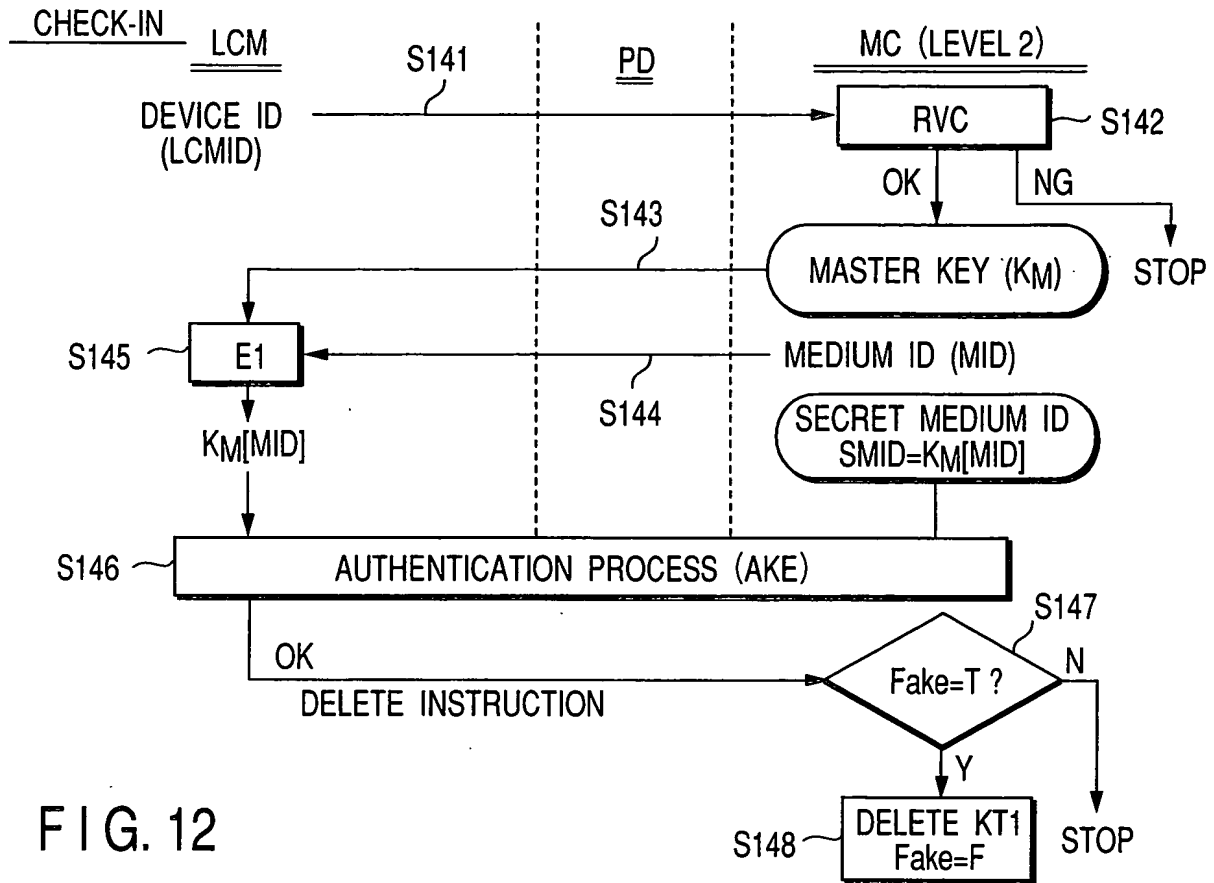 CHECK-IN
LCM
PD
MC (LEVEL 2)
S141
DEVICE ID
(LCMID)
RVC
S142
OK
NG
S143
MASTER KEY (KM)
STOP
S145
E1
MEDIUM ID (MID)
S144
KM[MID]
SECRET MEDIUM ID
SMID=KM[MID]
S146
AUTHENTICATION PROCESS (AKE)
S147
OK
DELETE INSTRUCTION
Fake=T ?
N
Y
S148
DELETE KT1
Fake=F
STOP
FIG. 12